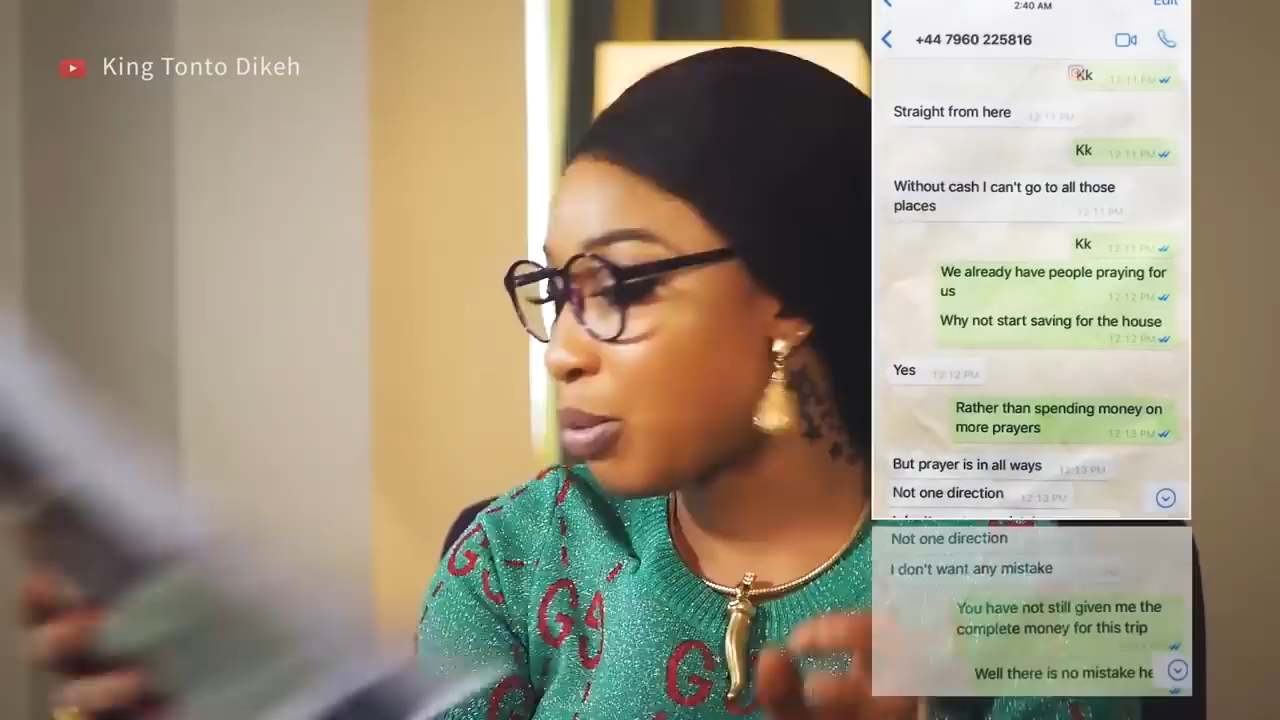 King Tonto Dikeh
2:40 AM
Edit
+44 7960 225816
Kk
12:11 PM
Straight from here
12:11 PM
Kk
12:11 PM
Without cash I can't go to all those
places
12:11 PM
Kk
12:11 PM
We already have people praying for
us
12:12 PM
Why not start saving for the house
12:12 PM
Yes
12:12 PM
Rather than spending money on
more prayers
12:13 PM
But prayer is in all ways
12:13 PM
Not one direction
12:13 PM
Not one direction
I don't want any mistake
You have not still given me the
complete money for this trip
Well there is no mistake he